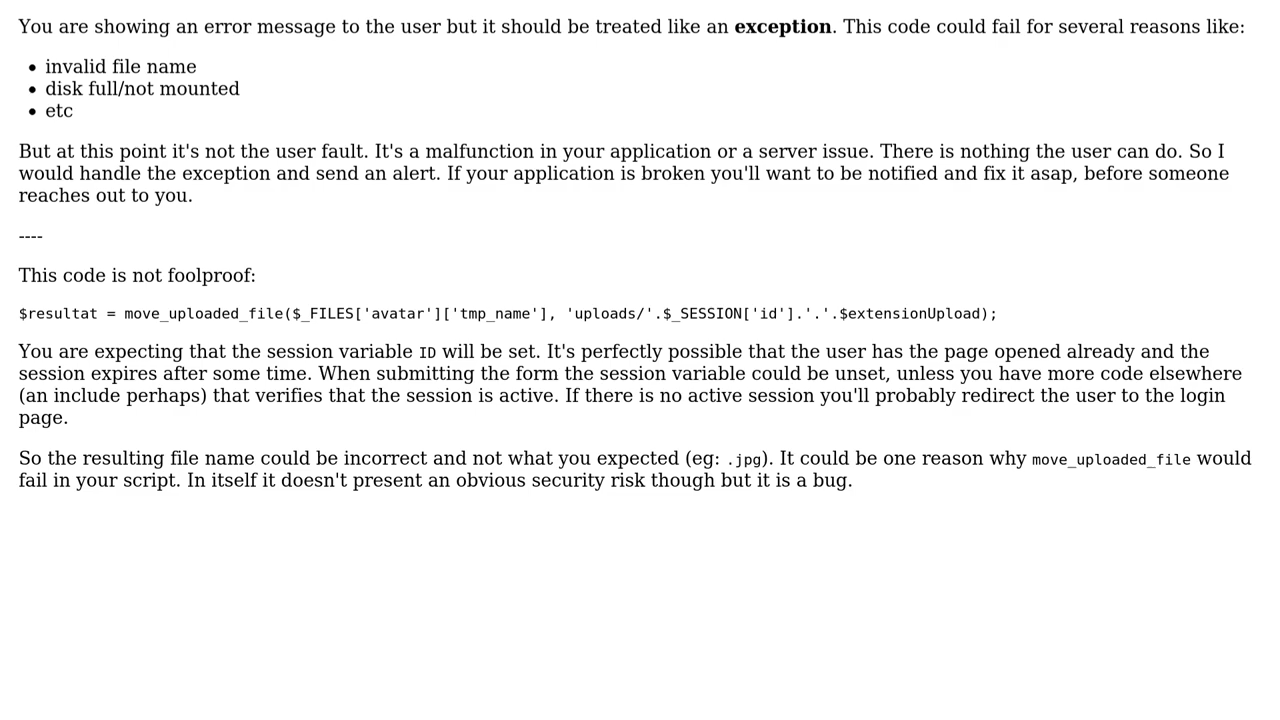 You are showing an error message to the user but it should be treated like an exception. This code could fail for several reasons like:
• invalid file name
• disk full/not mounted
• etc
But at this point it's not the user fault. It's a malfunction in your application or a server issue. There is nothing the user can do. So I
would handle the exception and send an alert. If your application is broken you'll want to be notified and fix it asap, before someone
reaches out to you.
----
This code is not foolproof:
$resultat = move_uploaded_file($_FILES['avatar']['tmp_name'], 'uploads/'.$_SESSION['id'].'.'.$extensionUpload);
You are expecting that the session variable ID will be set. It's perfectly possible that the user has the page opened already and the
session expires after some time. When submitting the form the session variable could be unset, unless you have more code elsewhere
(an include perhaps) that verifies that the session is active. If there is no active session you'll probably redirect the user to the login
page.
So the resulting file name could be incorrect and not what you expected (eg: .jpg). It could be one reason why move_uploaded_file would
fail in your script. In itself it doesn't present an obvious security risk though but it is a bug.